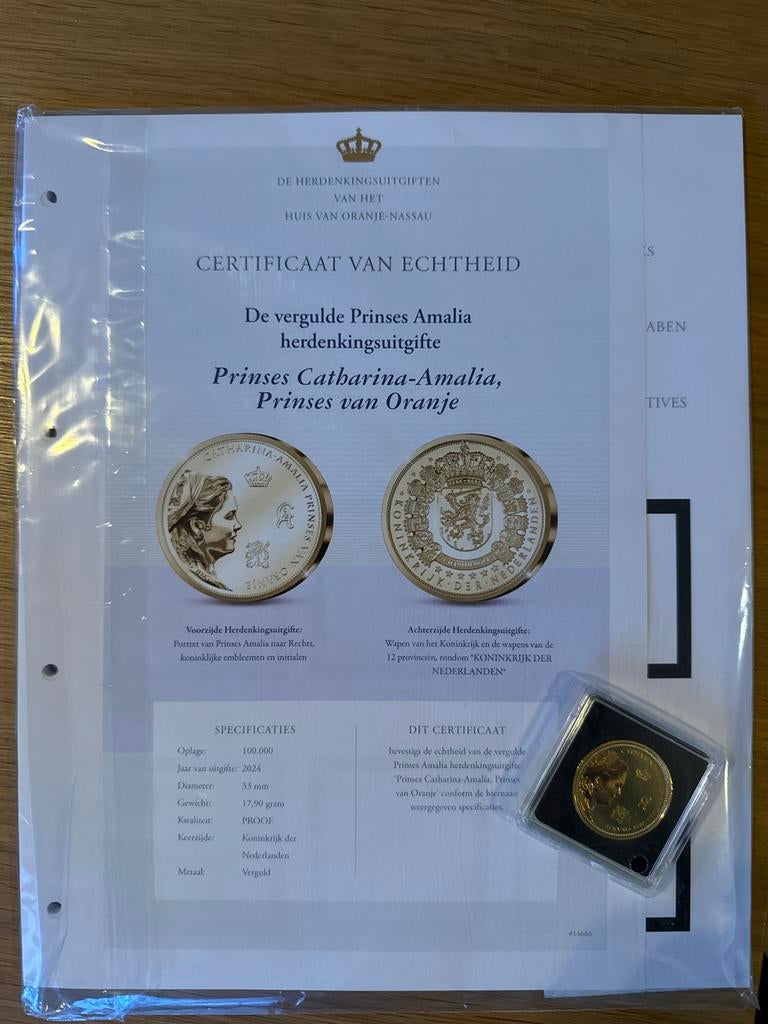 DE HERDENKINGSUITGIFTEN
VAN HET
HUIS VAN ORANJE-NASSAU
CERTIFICAAT VAN ECHTHEID
De vergulde Prinses Amalia
herdenkingsuitgifte
Prinses Catharina-Amalia,
Prinses van Oranje
CATHARINA-AMALIA PRINSES VAN ORANJE
KONINKRIJK · DER · NEDERLANDEN
Voorzijde Herdenkingsuitgifte:
Portret van Prinses Amalia naar Rechts,
koninklijke emblemen en initialen
Achterzijde Herdenkingsuitgifte:
Wapen van het Koninkrijk en de wapens van de
12 provinciën, rondom "KONINKRIJK DER
NEDERLANDEN"
SPECIFICATIES
Oplage: 100.000
Jaar van uitgifte: 2024
Diameter: 33 mm
Gewicht: 17,90 gram
Kwaliteit: PROOF
Keerzijde: Koninkrijk der
Nederlanden
Metaal: Verguld
DIT CERTIFICAAT
bevestigt de echtheid van de vergulde
Prinses Amalia herdenkingsuitgifte
'Prinses Catharina-Amalia, Prinses
van Oranje' conform de hiernaast
weergegeven specificaties.
#14686
ES
ABEN
TIVES